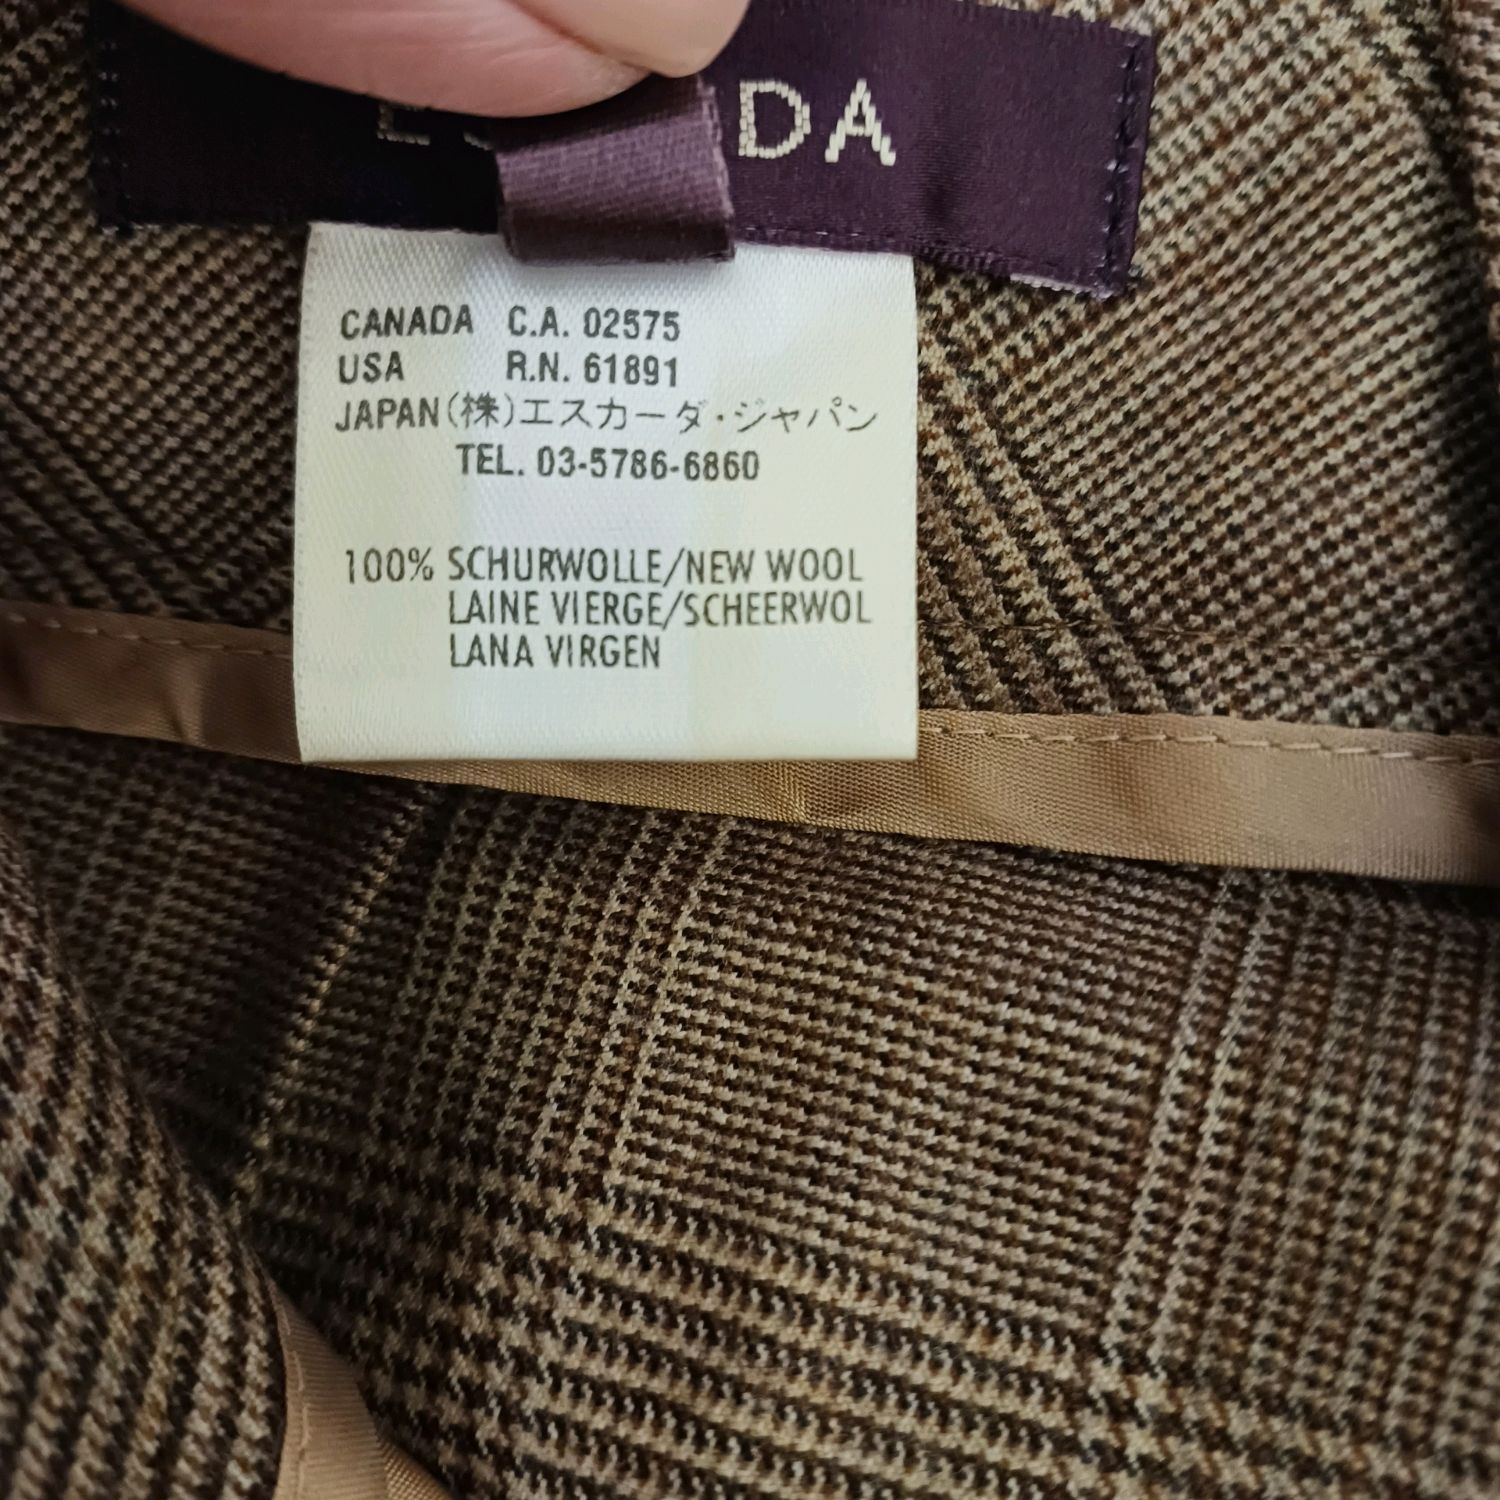 DA
CANADA C.A. 02575
USA R.N. 61891
JAPAN(株)エスカーダ・ジャパン
TEL. 03-5786-6860
100% SCHURWOLLE/NEW WOOL
LAINE VIERGE/SCHEERWOL
LANA VIRGEN